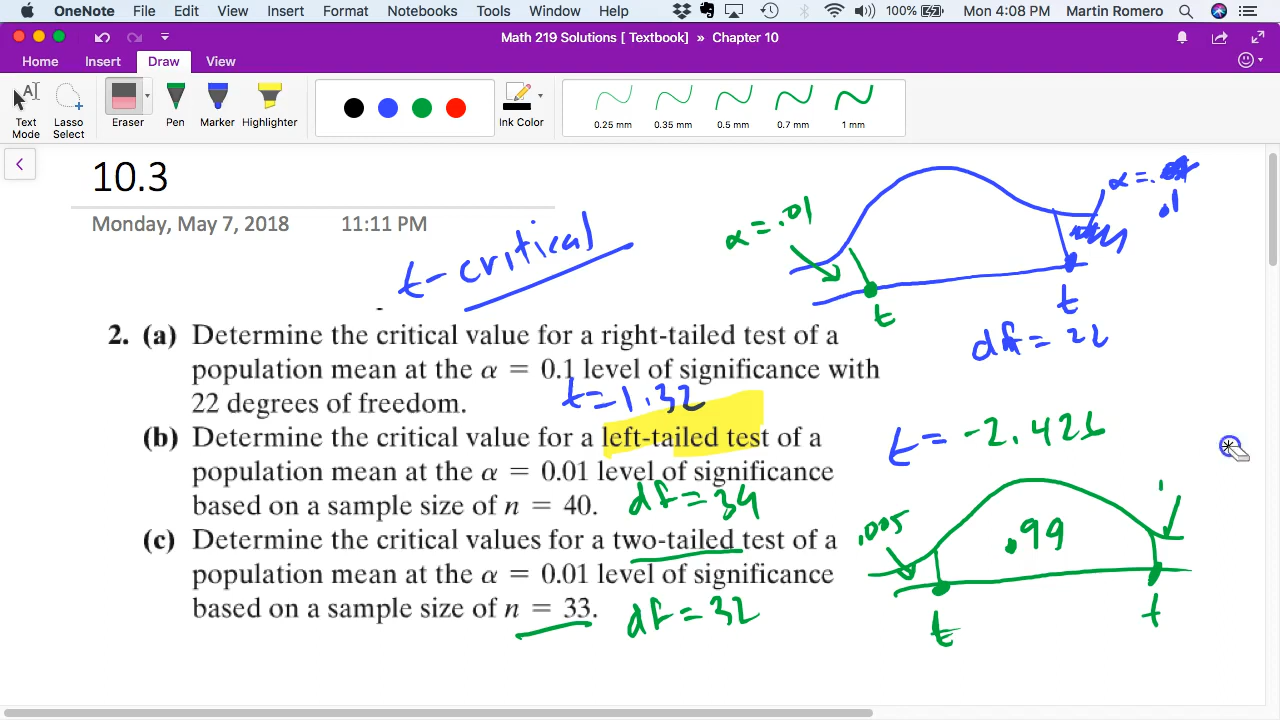 OneNote File Edit View Insert Format Notebooks Tools Window Help 100% Mon 4:08 PM Martin Romero
Math 219 Solutions [ Textbook] » Chapter 10
Home Insert Draw View
Text Mode
Lasso Select
Eraser
Pen
Marker
Highlighter
Ink Color
0.25 mm 0.35 mm 0.5 mm 0.7 mm 1 mm
10.3
Monday, May 7, 2018 11:11 PM
t-critical
α = .01
α = .
.1
t
t
df = 22
2. (a) Determine the critical value for a right-tailed test of a
population mean at the α = 0.1 level of significance with
22 degrees of freedom.
t = 1.32
(b) Determine the critical value for a left-tailed test of a
population mean at the α = 0.01 level of significance
based on a sample size of n = 40.
df = 39
t = -2.426
(c) Determine the critical values for a two-tailed test of a
population mean at the α = 0.01 level of significance
based on a sample size of n = 33.
df = 32
.005
.99
t
t